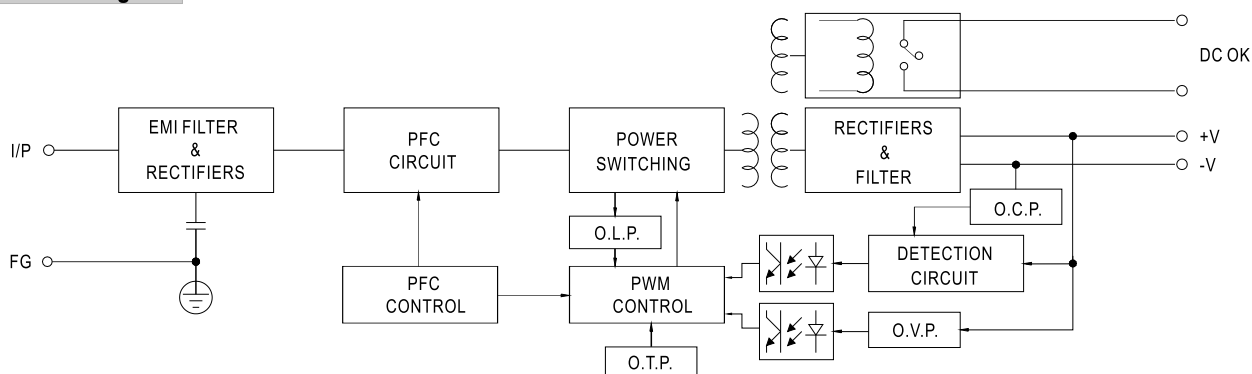 DC OK
EMI FILTER
&
RECTIFIERS
PFC
CIRCUIT
POWER
SWITCHING
RECTIFIERS
&
FILTER
I/P
+V
-V
O.C.P.
O.L.P.
FG
DETECTION
CIRCUIT
PFC
CONTROL
PWM
CONTROL
O.V.P.
O.T.P.